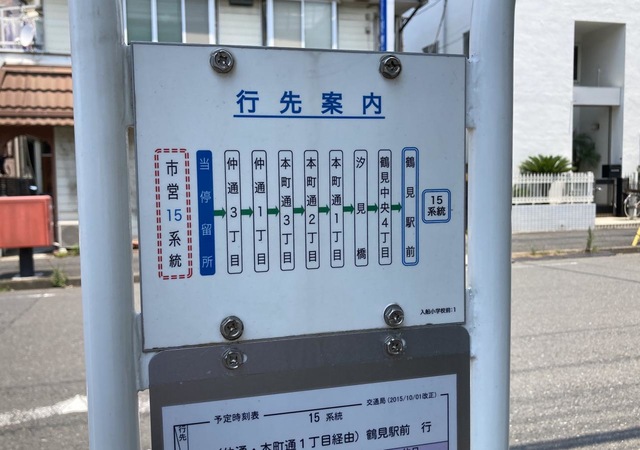 行先案内
市営15系統
当停留所
仲通3丁目
仲通1丁目
本町通3丁目
本町通2丁目
本町通1丁目
汐見橋
鶴見中央4丁目
鶴見駅前
15
系統
入船小学校前:1
交通局(2015/10/01改正)
予定時刻表 15 系統
行先
(仲通・本町通1丁目経由)鶴見駅前 行